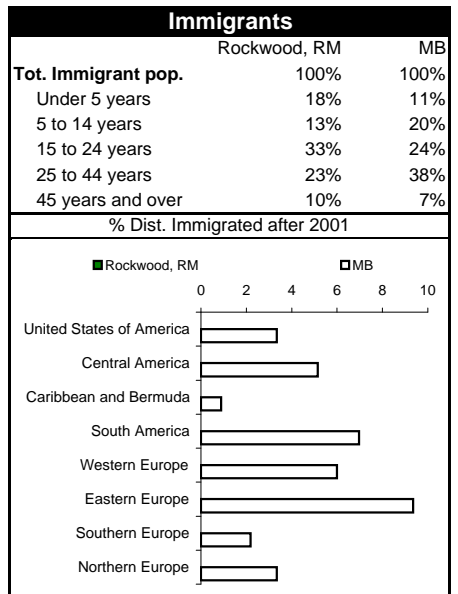 Immigrants
Rockwood, RM MB
Tot. Immigrant pop. 100% 100%
Under 5 years 18% 11%
5 to 14 years 13% 20%
15 to 24 years 33% 24%
25 to 44 years 23% 38%
45 years and over 10% 7%
% Dist. Immigrated after 2001
Rockwood, RM MB
0 2 4 6 8 10
United States of America
Central America
Caribbean and Bermuda
South America
Western Europe
Eastern Europe
Southern Europe
Northern Europe